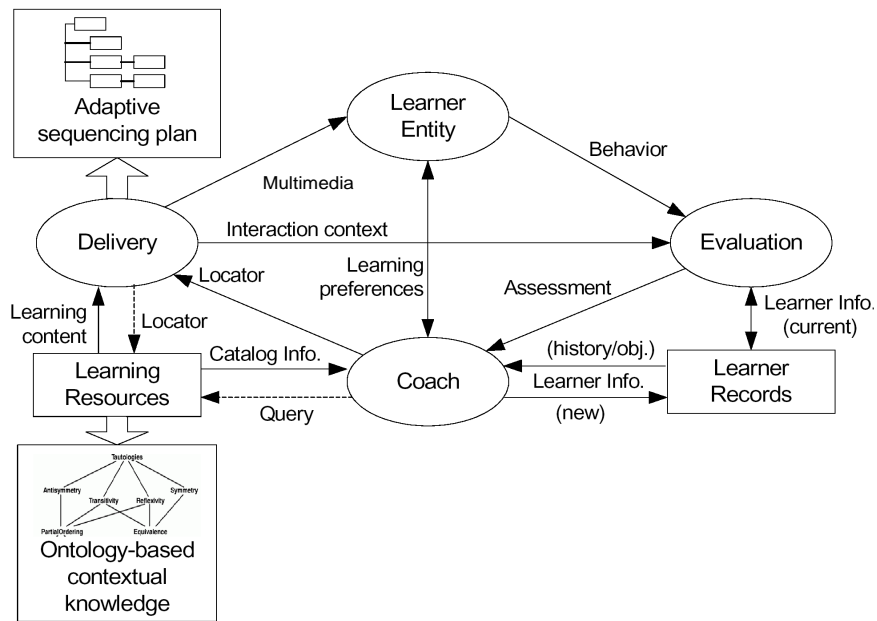 Adaptive
sequencing plan
Learner
Entity
Behavior
Multimedia
Delivery
Interaction context
Evaluation
Locator
Learning
preferences
Assessment
Learning
content
Locator
Learner Info.
(current)
Learning
Resources
Catalog Info.
Query
Coach
(history/obj.)
Learner Info.
(new)
Learner
Records
Tautologies
Antisymmetry
Symmetry
Transitivity
Reflexivity
PartialOrdering
Equivalence
Ontology-based
contextual
knowledge